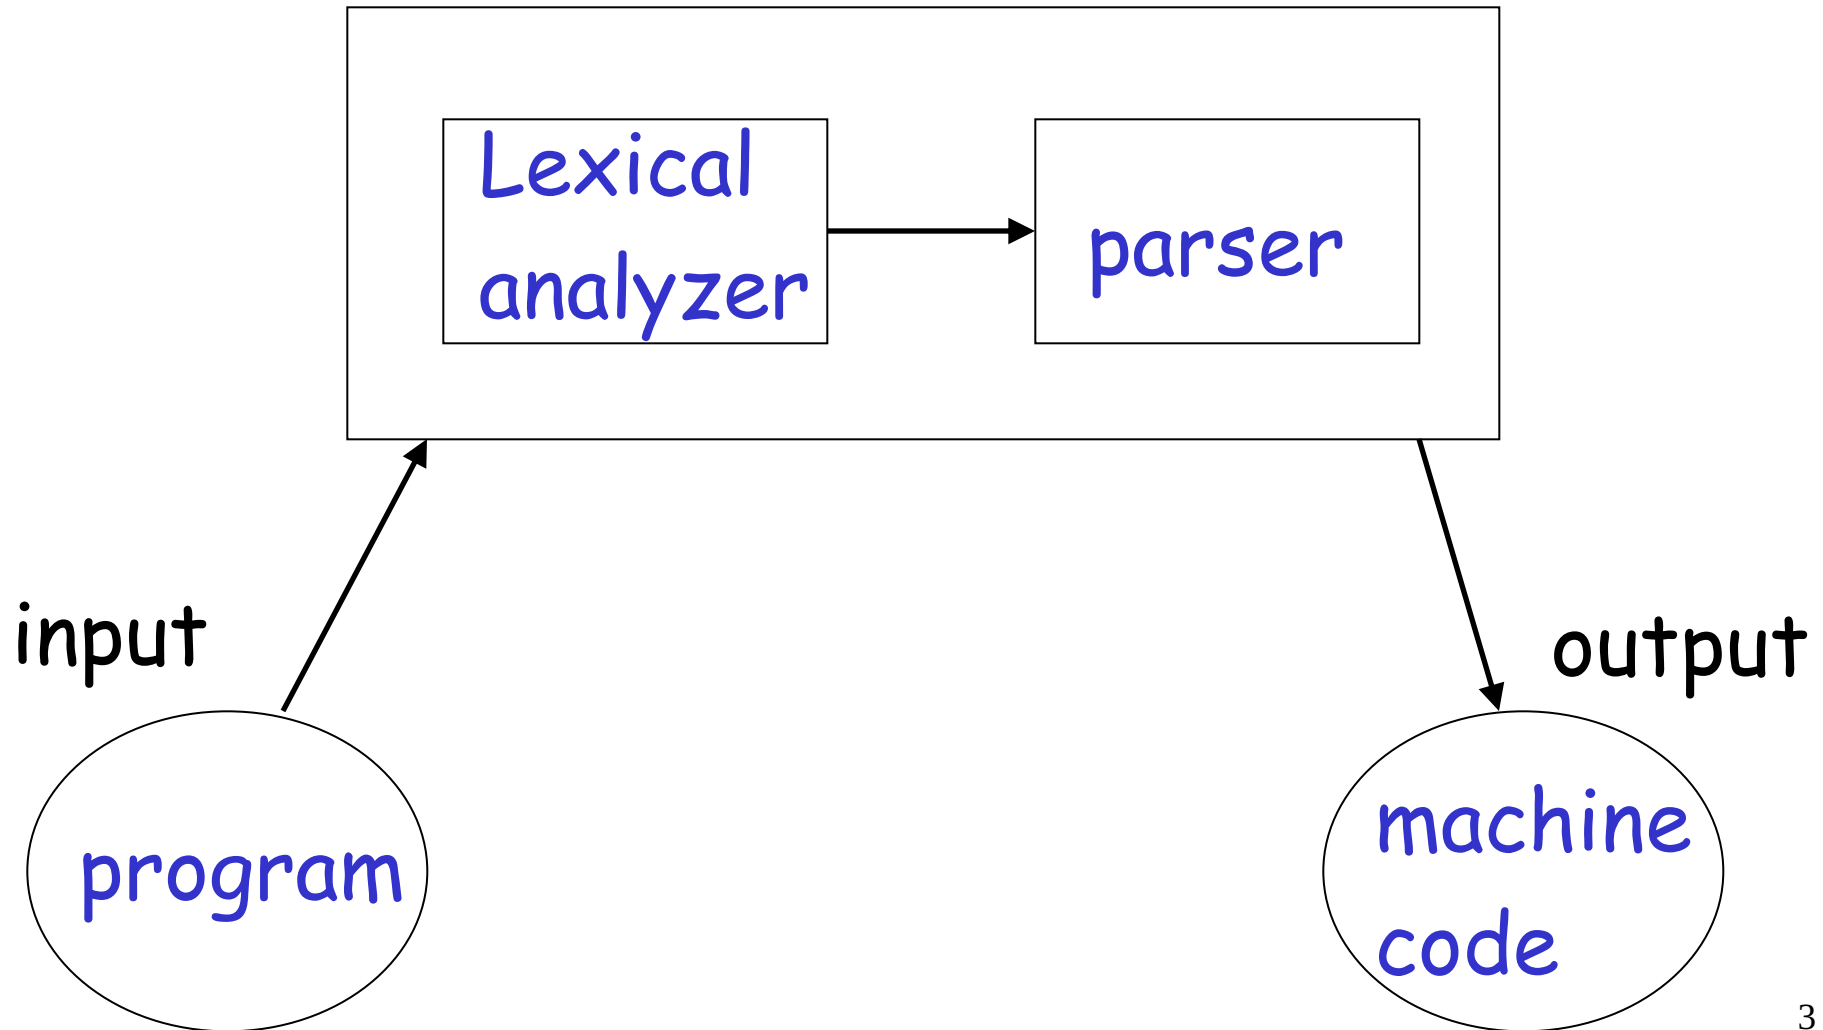 Lexical
analyzer
parser
input
output
program
machine
code
3